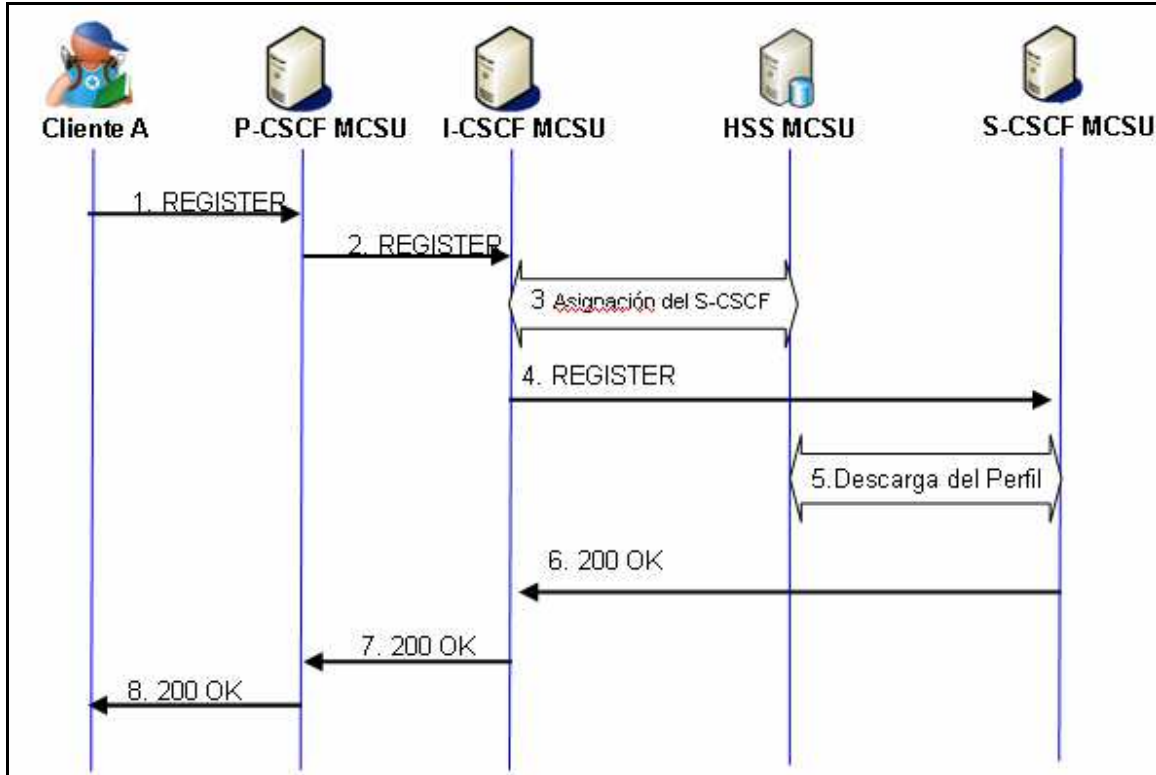 Cliente A
P-CSCF MCSU
I-CSCF MCSU
HSS MCSU
S-CSCF MCSU
1. REGISTER
2. REGISTER
3 Asignación del S-CSCF
4. REGISTER
5.Descarga del Perfil
6. 200 OK
7. 200 OK
8. 200 OK